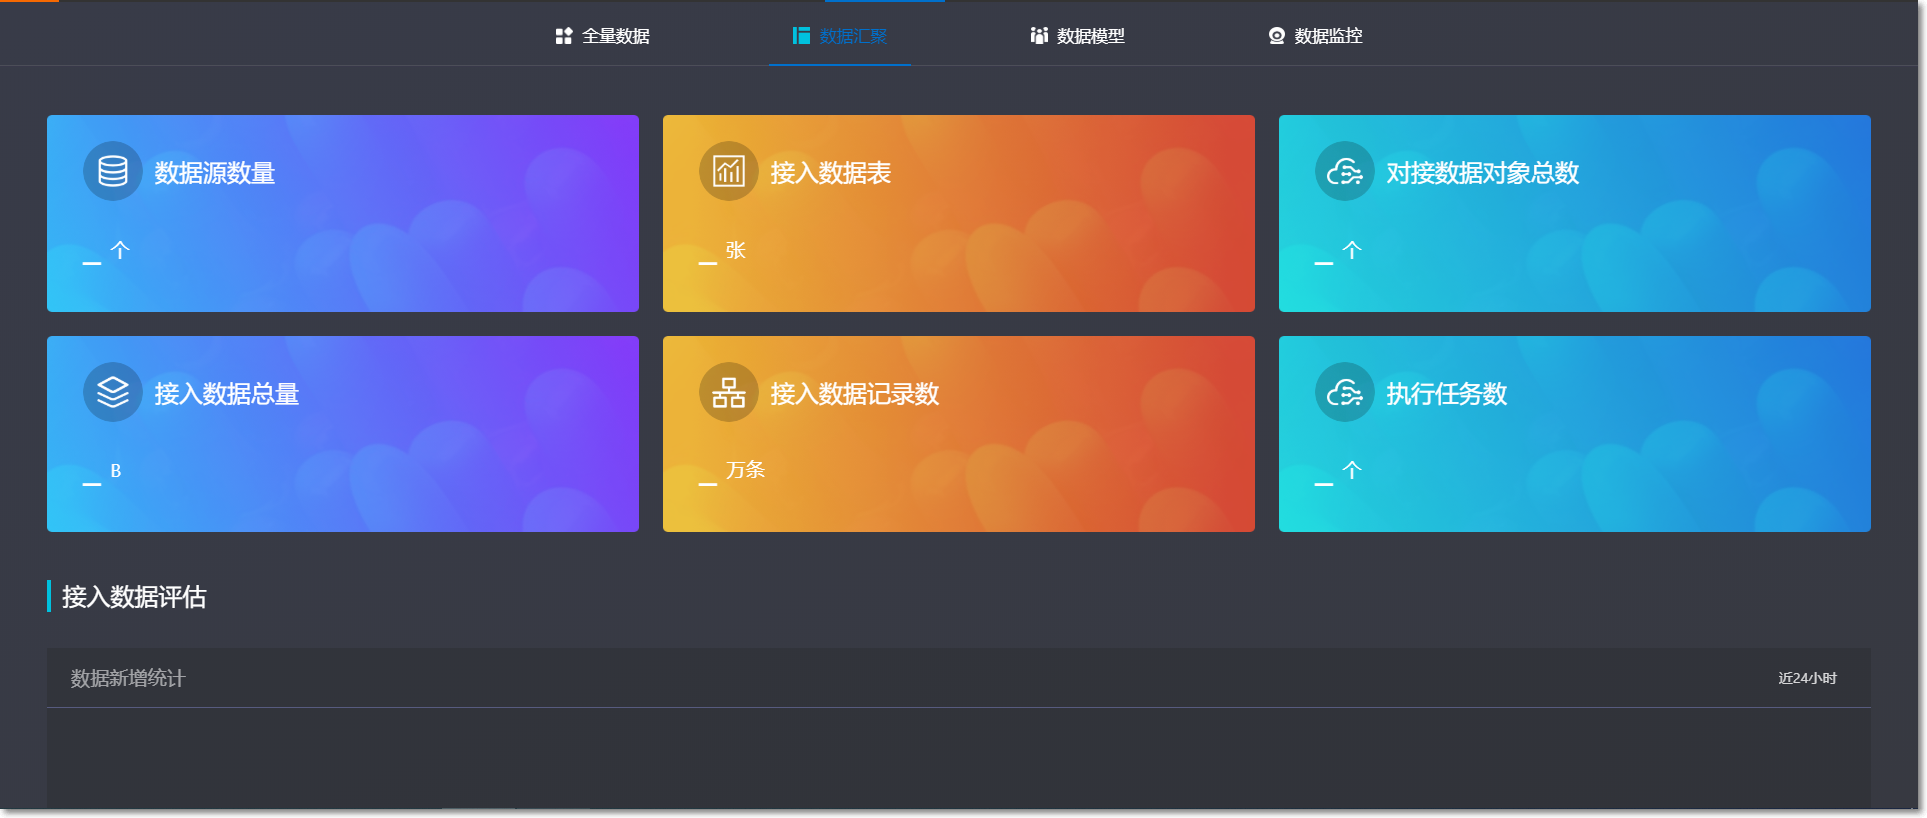 全量数据
数据汇聚
数据模型
数据监控
数据源数量
_ 个
接入数据表
_ 张
对接数据对象总数
_ 个
接入数据总量
_ B
接入数据记录数
_ 万条
执行任务数
_ 个
接入数据评估
数据新增统计
近24小时